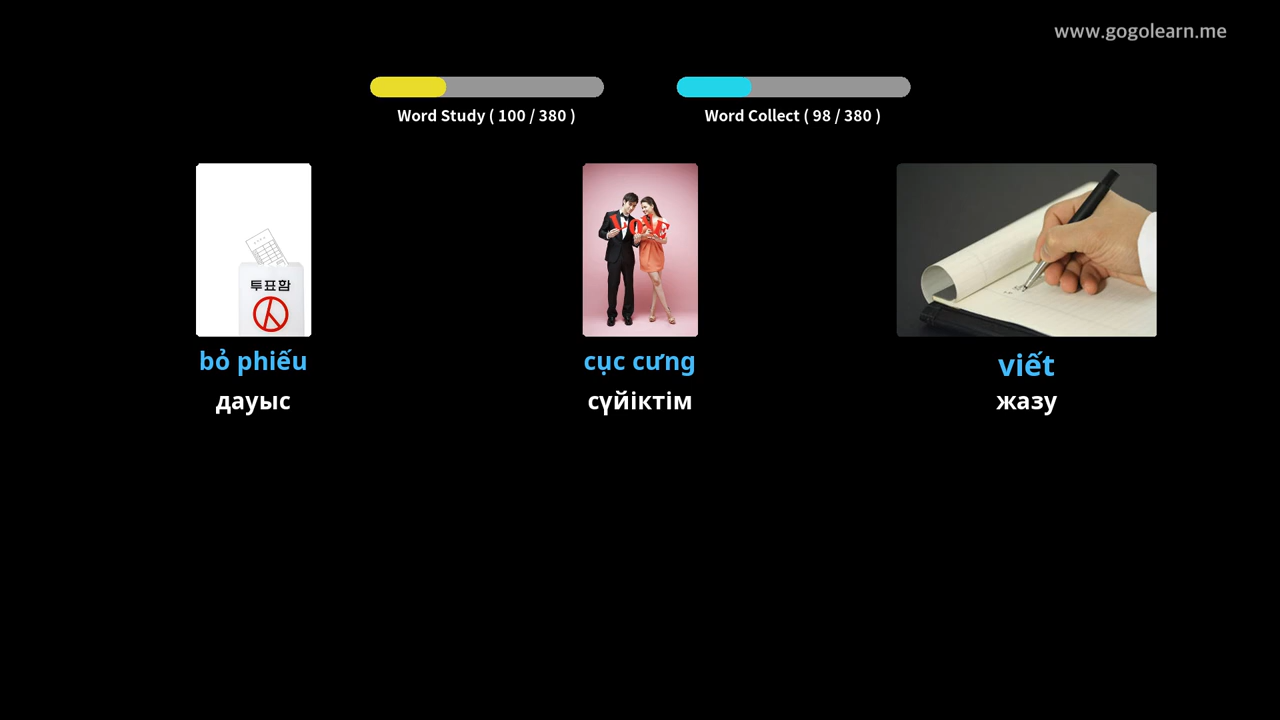 www.gogolearn.me
Word Study ( 100 / 380 )
Word Collect ( 98 / 380 )
투표함
LOVE
bỏ phiếu
cục cưng
viết
дауыс
сүйіктім
жазу